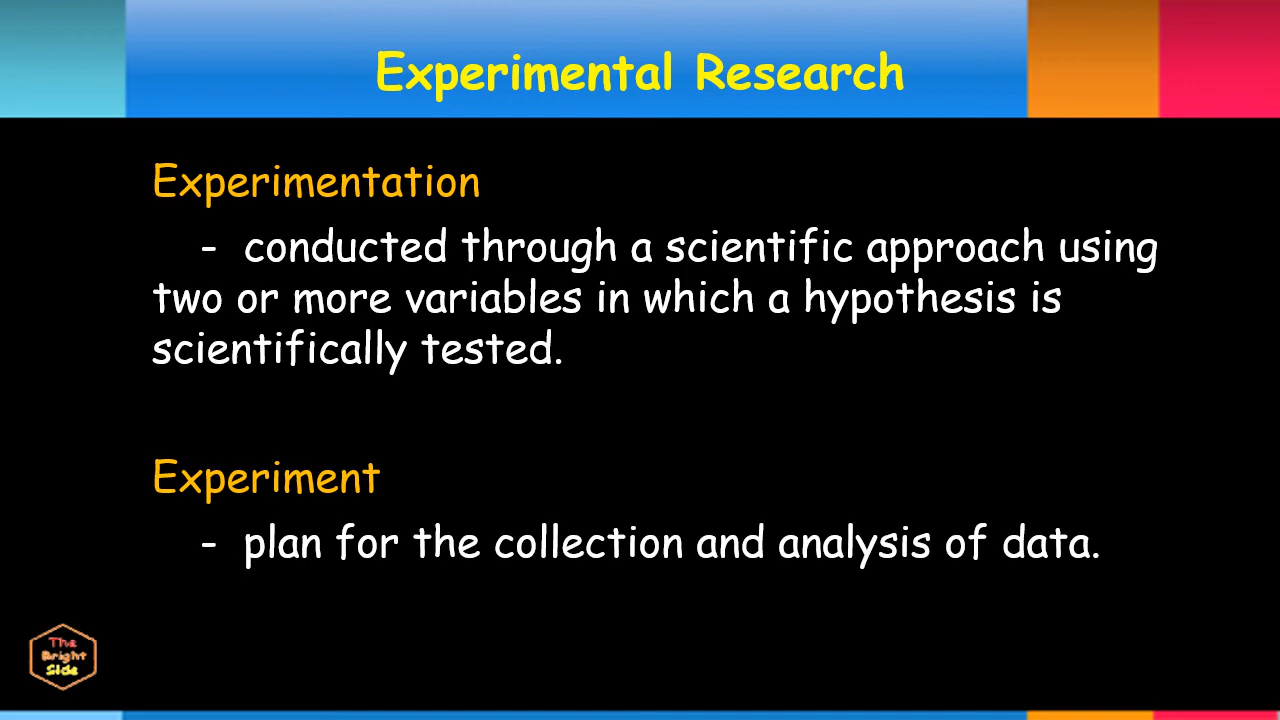 Experimental Research
Experimentation
- conducted through a scientific approach using
two or more variables in which a hypothesis is
scientifically tested.
Experiment
- plan for the collection and analysis of data.
The
Bright
Side